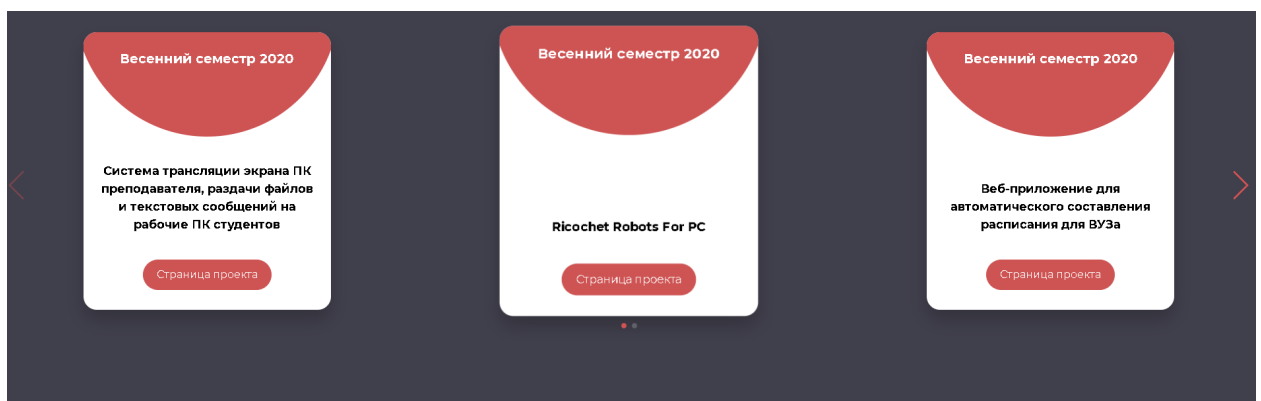 Весенний семестр 2020
Система трансляции экрана ПК
преподавателя, раздачи файлов
и текстовых сообщений на
рабочие ПК студентов
Страница проекта
Весенний семестр 2020
Ricochet Robots For PC
Страница проекта
Весенний семестр 2020
Веб-приложение для
автоматического составления
расписания для ВУЗа
Страница проекта